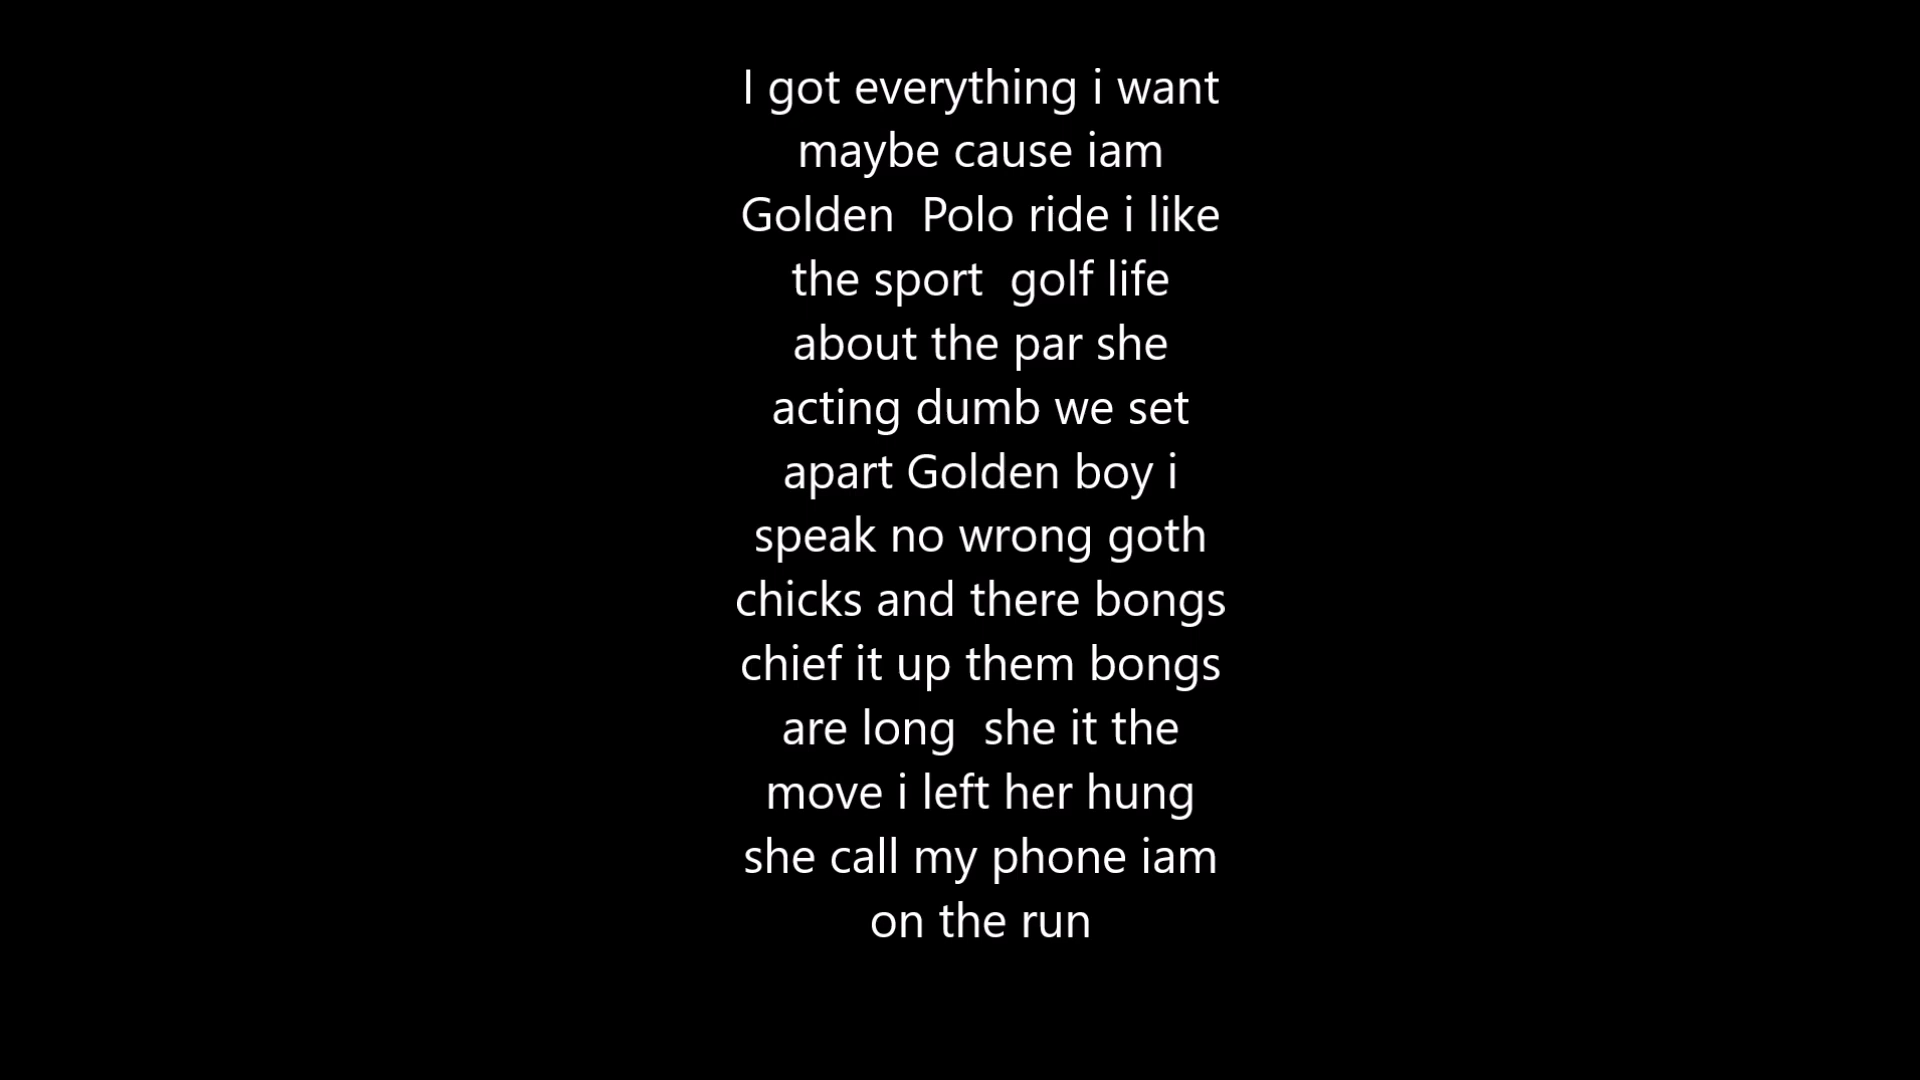 I got everything i want
maybe cause iam
Golden  Polo ride i like
the sport  golf life
about the par she
acting dumb we set
apart Golden boy i
speak no wrong goth
chicks and there bongs
chief it up them bongs
are long  she it the
move i left her hung
she call my phone iam
on the run